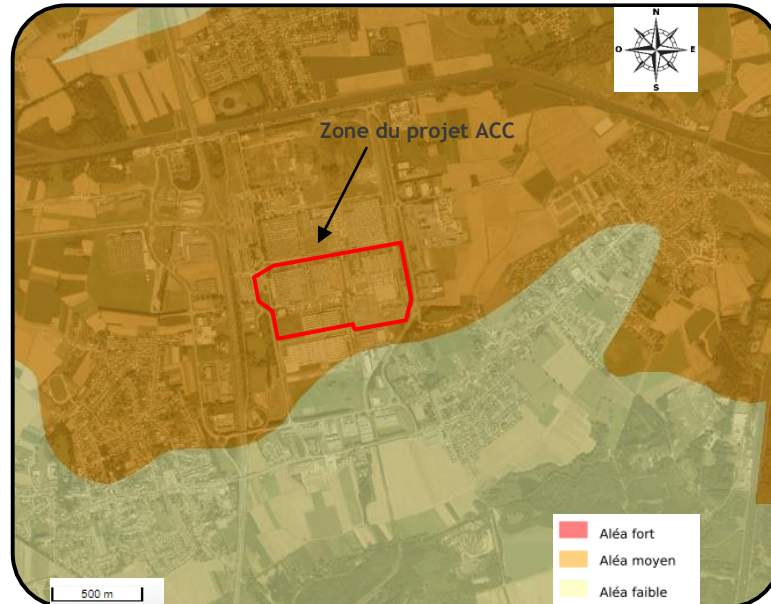 N
O
E
S
Zone du projet ACC
Aléa fort
Aléa moyen
Aléa faible
500 m